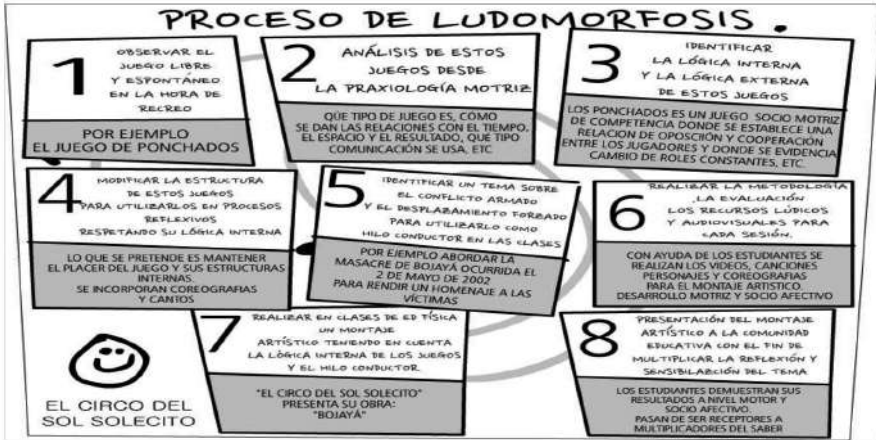 PROCESO DE LUDOMORFOSIS.
1
OBSERVAR EL
JUEGO LIBRE
Y ESPONTÁNEO
EN LA HORA DE
RECREO
POR EJEMPLO
EL JUEGO DE PONCHADOS
2
ANÁLISIS DE ESTOS
JUEGOS DESDE
LA PRAXIOLOGÍA MOTRIZ
QUE TIPO DE JUEGO ES, CÓMO
SE DAN LAS RELACIONES CON EL TIEMPO,
EL ESPACIO Y EL RESULTADO, QUE TIPO
COMUNICACIÓN SE USA, ETC
3
IDENTIFICAR
LA LÓGICA INTERNA
Y LA LÓGICA EXTERNA
DE ESTOS JUEGOS
LOS PONCHADOS ES UN JUEGO SOCIO MOTRIZ
DE COMPETENCIA DONDE SE ESTABLECE UNA
RELACION DE OPOSCIÓN Y COOPERACIÓN
ENTRE LOS JUGADORES Y DONDE SE EVIDENCIA
CAMBIO DE ROLES CONSTANTES, ETC.
4
MODIFICAR LA ESTRUCTURA
DE ESTOS JUEGOS
PARA UTILIZARLOS EN PROCESOS
REFLEXIVOS
RESPETANDO SU LÓGICA INTERNA
LO QUE SE PRETENDE ES MANTENER
EL PLACER DEL JUEGO Y SUS ESTRUCTURAS
INTERNAS.
SE INCORPORAN COREOGRAFIAS
Y CANTOS
5
IDENTIFICAR UN TEMA SOBRE
EL CONFLICTO ARMADO
Y EL DESPLAZAMIENTO FORZADO
PARA UTILIZARLO COMO
HILO CONDUCTOR EN LAS CLASES
POR EJEMPLO ABORDAR LA
MASACRE DE BOJAYÁ OCURRIDA EL
2 DE MAYO DE 2002
PARA RENDIR UN HOMENAJE A LAS
VÍCTIMAS
6
REALIZAR LA METODOLOGÍA
,LA EVALUACIÓN
LOS RECURSOS LÚDICOS
Y AUDIOVISUALES PARA
CADA SESIÓN.
CON AYUDA DE LOS ESTUDIANTES SE
REALIZAN LOS VIDEOS, CANCIONES
PERSONAJES Y COREOGRAFIAS
PARA EL MONTAJE ARTISTICO.
DESARROLLO MOTRIZ Y SOCIO AFECTIVO
EL CIRCO DEL
SOL SOLECITO
7
REALIZAR EN CLASES DE ED FÍSICA
UN MONTAJE
ARTÍSTICO TENIENDO EN CUENTA
LA LÓGICA INTERNA DE LOS JUEGOS
Y EL HILO CONDUCTOR
"EL CIRCO DEL SOL SOLECITO"
PRESENTA SU OBRA:
"BOJAYÁ"
8
PRESENTACIÓN DEL MONTAJE
ARTÍSTICO A LA COMUNIDAD
EDUCATIVA CON EL FIN DE
MULTIPLICAR LA REFLEXIÓN Y
SENSIBILAZCIÓN DEL TEMA
LOS ESTUDIANTES DEMUESTRAN SUS
RESULTADOS A NIVEL MOTOR Y
SOCIO AFECTIVO.
PASAN DE SER RECEPTORES A
MULTIPLICADORES DEL SABER